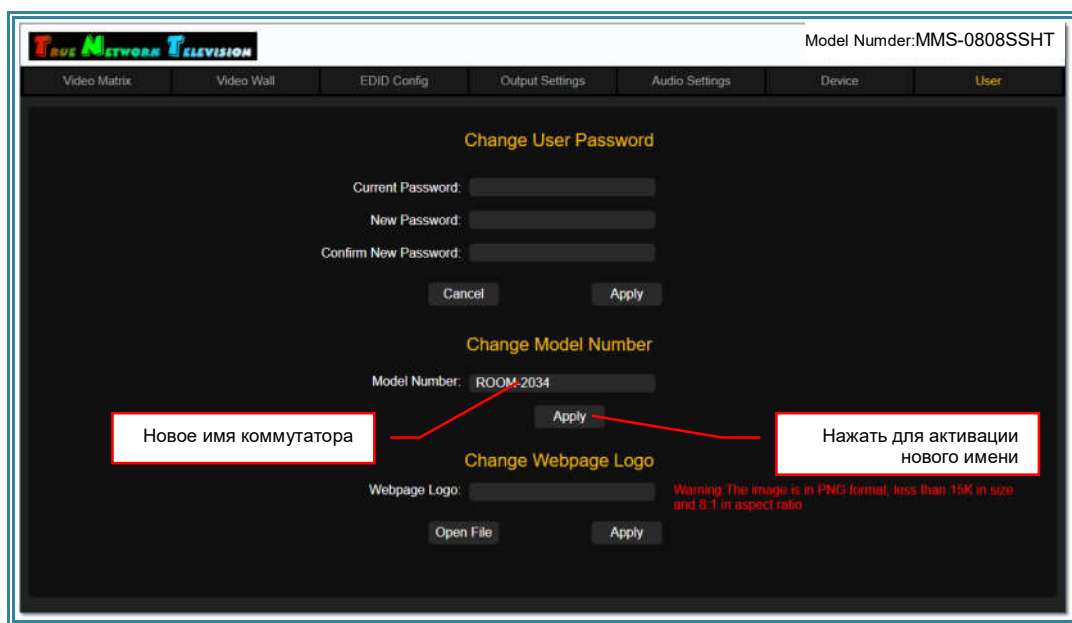 True Network Television
Model Numder:MMS-0808SSHT
Video Matrix Video Wall EDID Config Output Settings Audio Settings Device User
Change User Password
Current Password:
New Password:
Confirm New Password:
Cancel Apply
Change Model Number
Model Number: ROOM-2034
Apply
Новое имя коммутатора
Нажать для активации
нового имени
Change Webpage Logo
Webpage Logo:
Warning:The image is in PNG format, less than 15K in size
and 8:1 in aspect ratio
Open File Apply